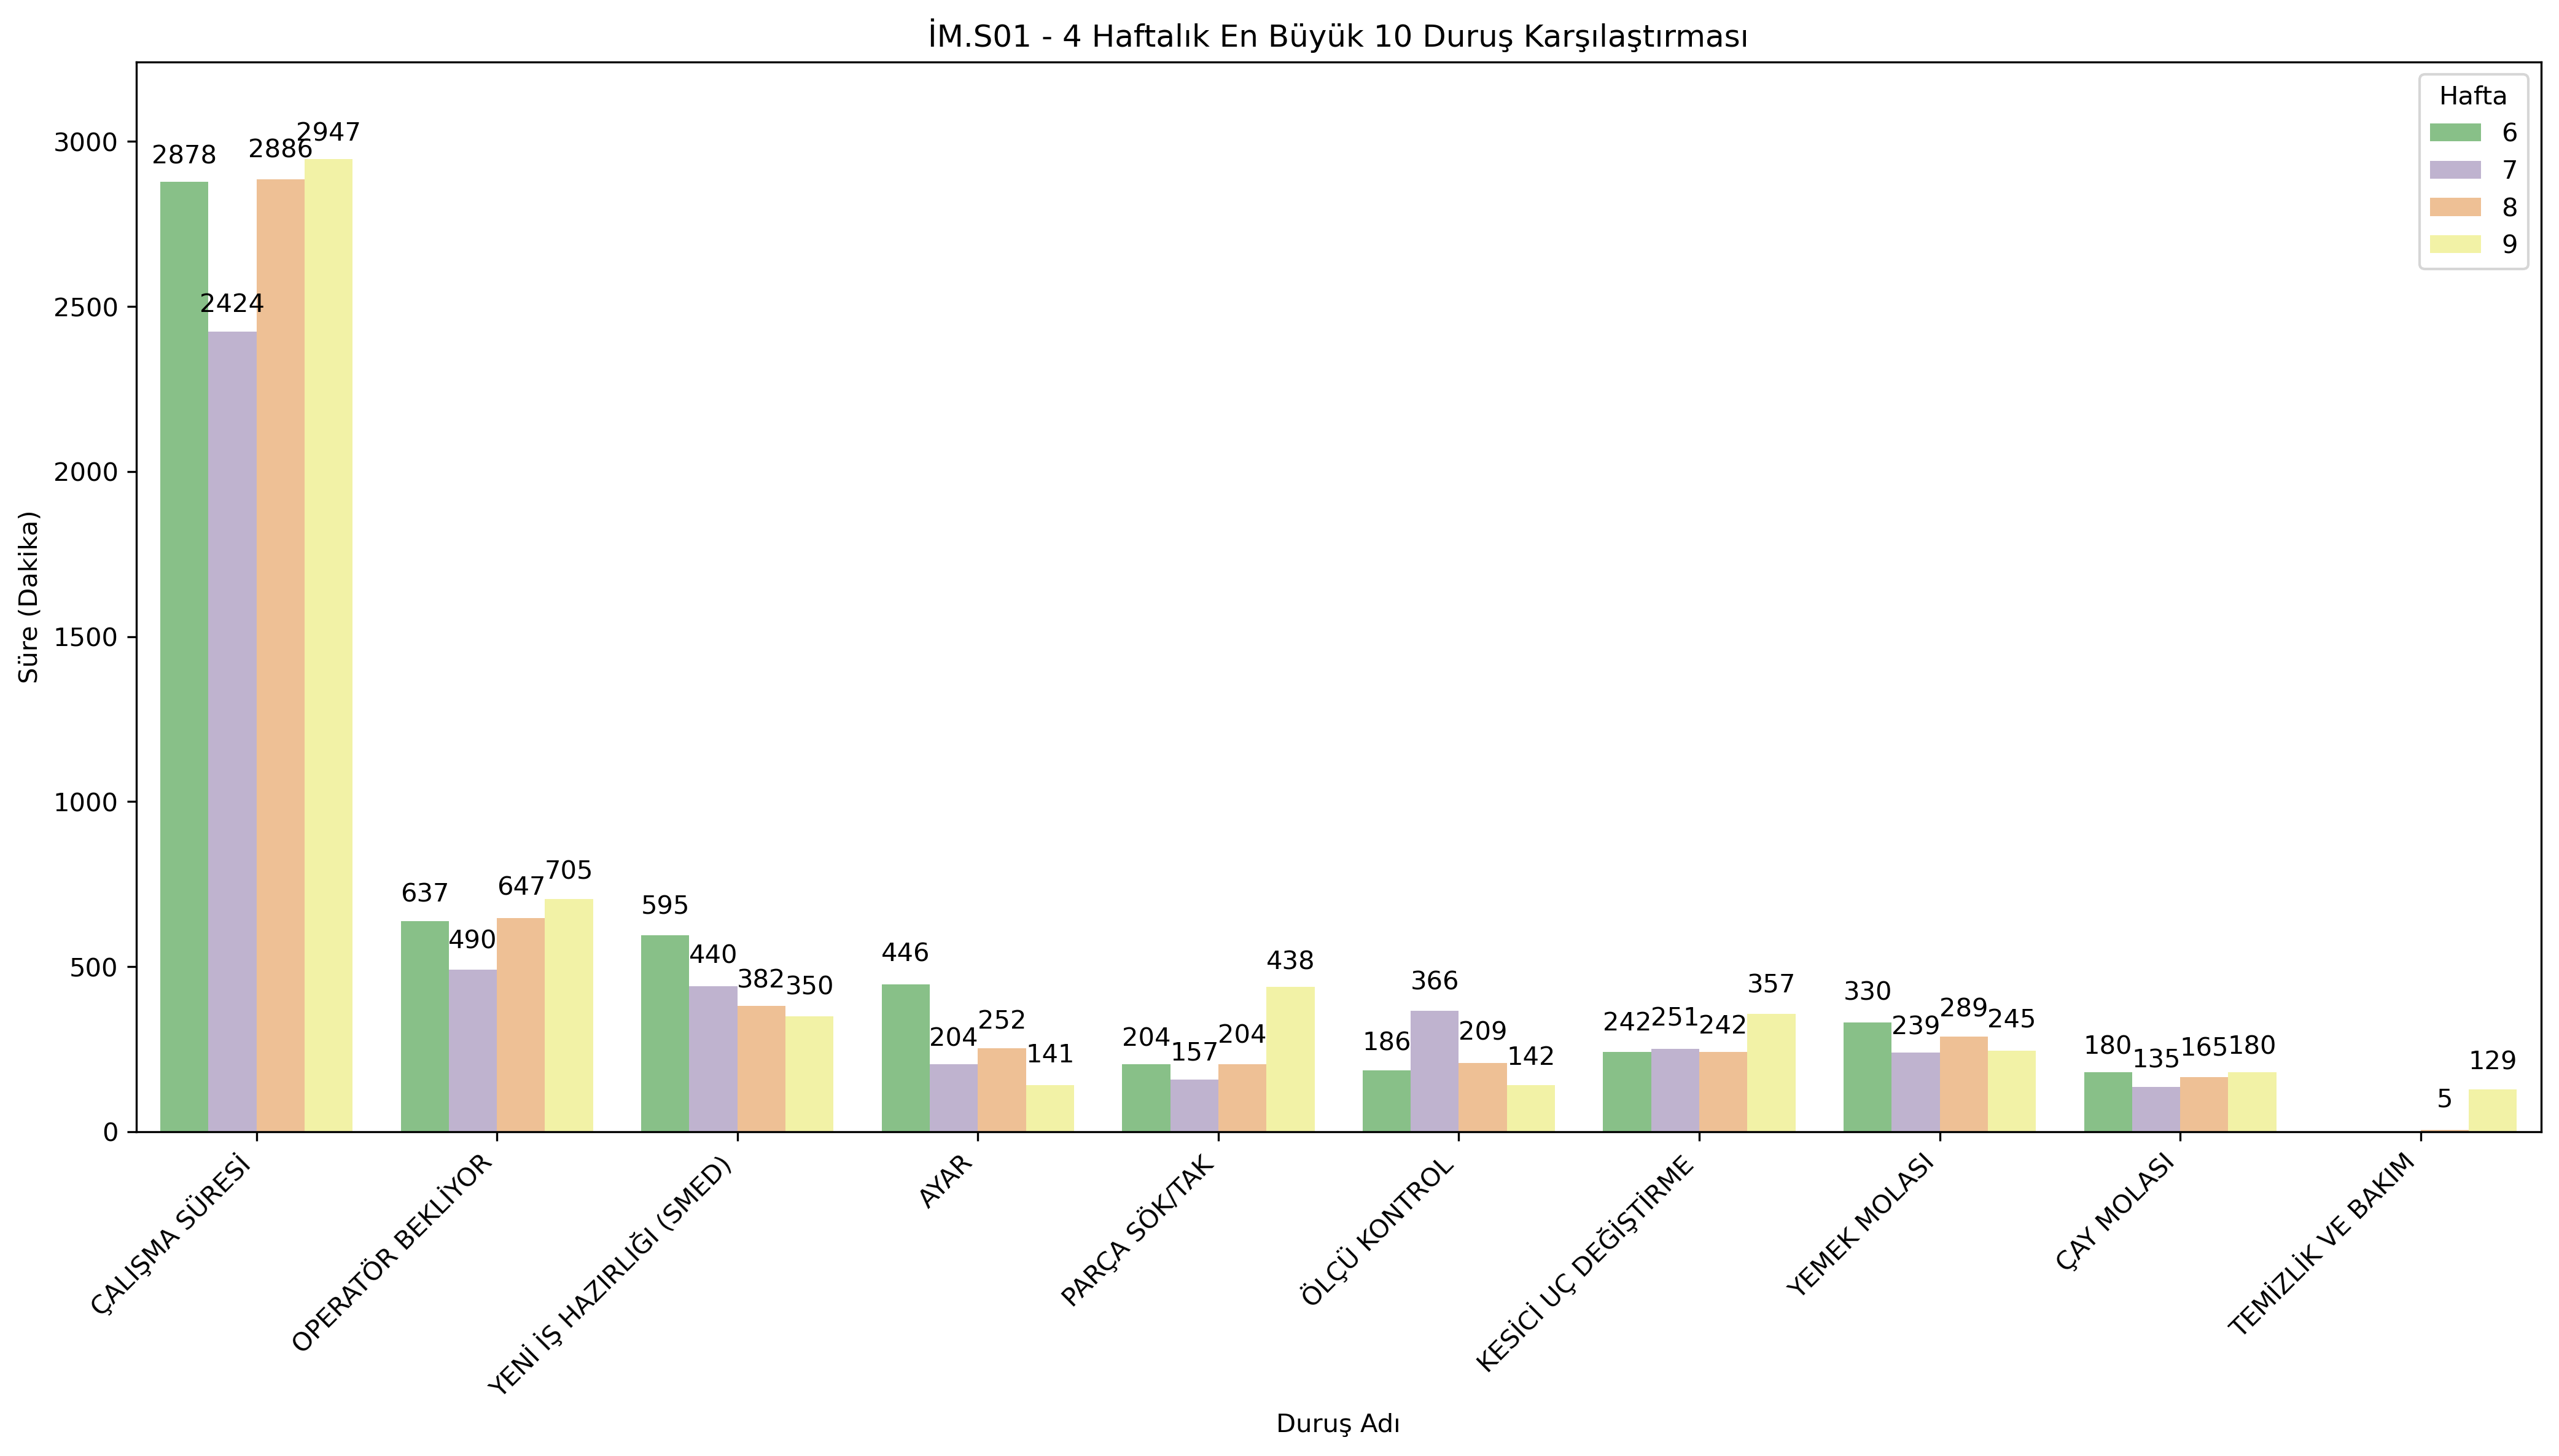 İM.S01 - 4 Haftalık En Büyük 10 Duruş Karşılaştırması
Hafta
6
7
8
9
Süre (Dakika)
3000
2500
2000
1500
1000
500
0
2878 2424 2886 2947
637 490 647 705
595 440 382 350
446 204 252 141
204 157 204 438
186 366 209 142
242 251 242 357
330 239 289 245
180 135 165 180
5 129
ÇALIŞMA SÜRESİ
OPERATÖR BEKLİYOR
YENİ İŞ HAZIRLIĞI (SMED)
AYAR
PARÇA SÖK/TAK
ÖLÇÜ KONTROL
KESİCİ UÇ DEĞİŞTİRME
YEMEK MOLASI
ÇAY MOLASI
TEMİZLİK VE BAKIM
Duruş Adı